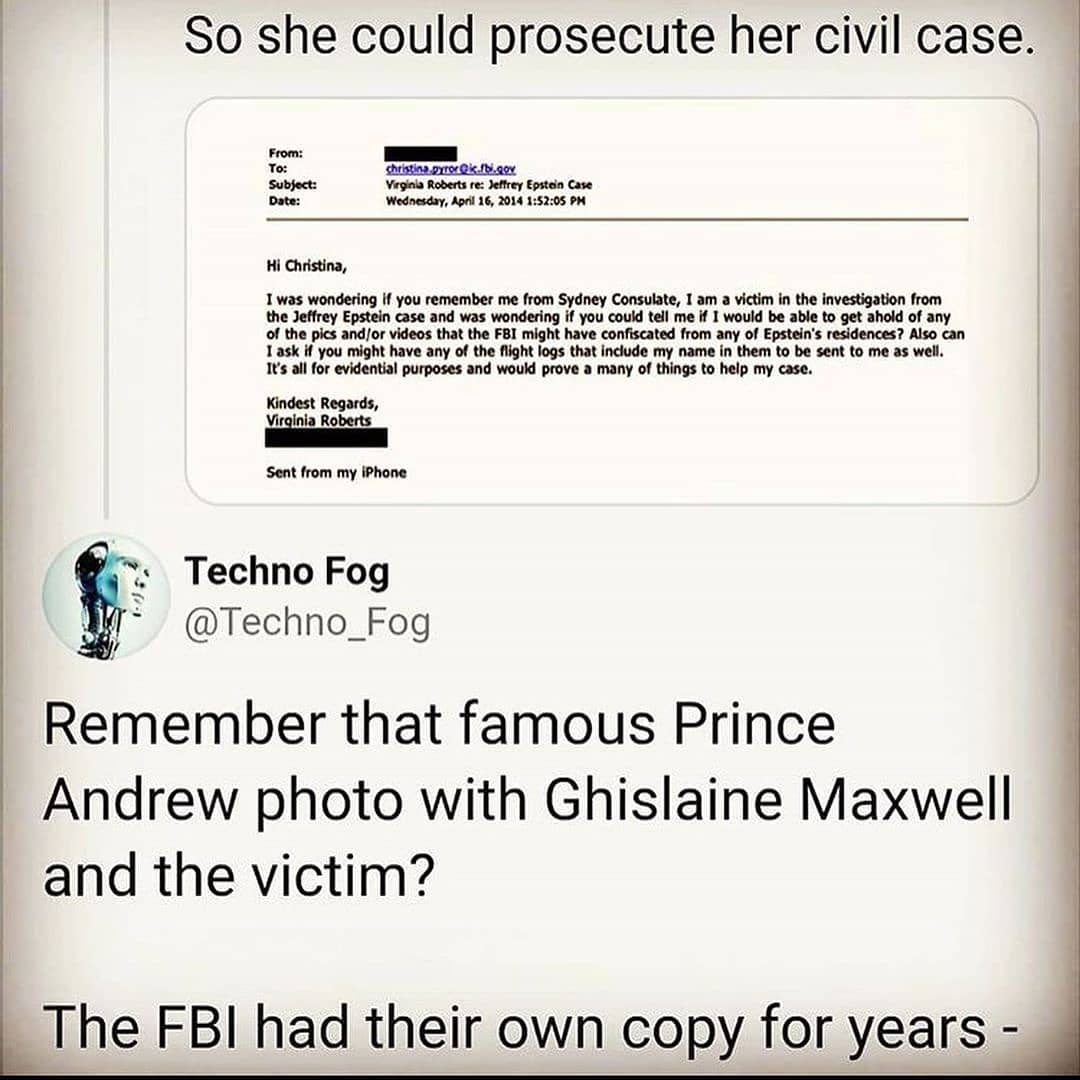 So she could prosecute her civil case.
From:
To: christina.pyror@ic.fbi.gov
Subject: Virginia Roberts re: Jeffrey Epstein Case
Date: Wednesday, April 16, 2014 1:52:05 PM
Hi Christina,
I was wondering if you remember me from Sydney Consulate, I am a victim in the investigation from
the Jeffrey Epstein case and was wondering if you could tell me if I would be able to get ahold of any
of the pics and/or videos that the FBI might have confiscated from any of Epstein's residences? Also can
I ask if you might have any of the flight logs that include my name in them to be sent to me as well.
It's all for evidential purposes and would prove a many of things to help my case.
Kindest Regards,
Virginia Roberts
Sent from my iPhone
Techno Fog
@Techno_Fog
Remember that famous Prince
Andrew photo with Ghislaine Maxwell
and the victim?
The FBI had their own copy for years -